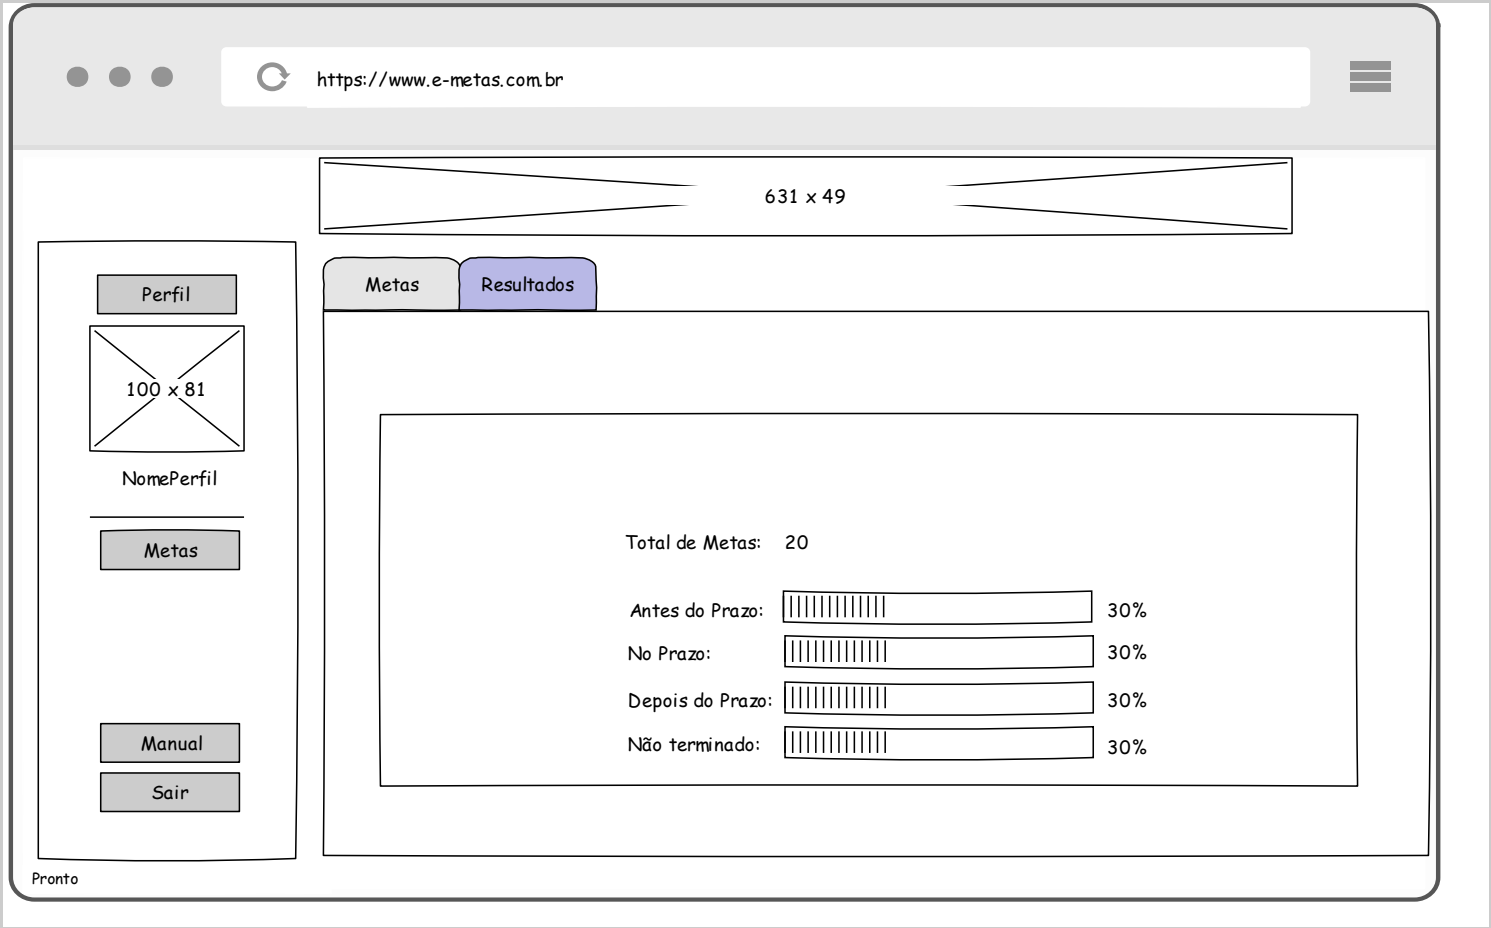 https://www.e-metas.com.br
631 x 49
Perfil
100 x 81
NomePerfil
Metas
Manual
Sair
Metas
Resultados
Total de Metas: 20
Antes do Prazo: 30%
No Prazo: 30%
Depois do Prazo: 30%
Não terminado: 30%
Pronto